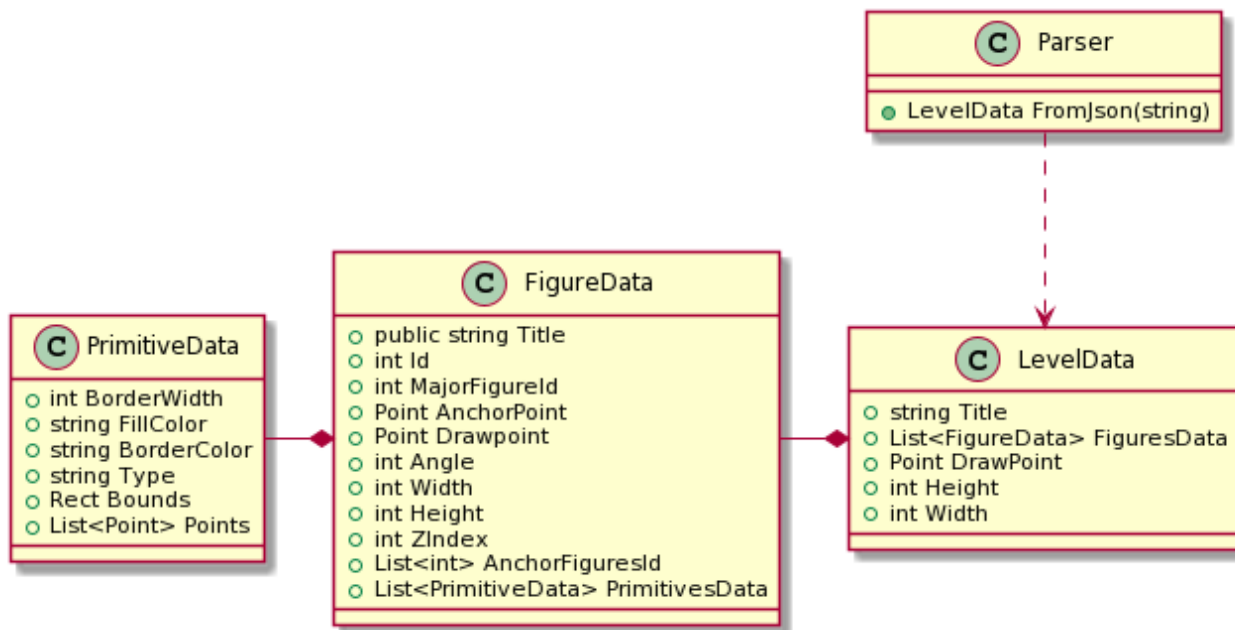 C Parser
LevelData FromJson(string)
C FigureData
public string Title
int Id
int MajorFigureId
Point AnchorPoint
Point Drawpoint
int Angle
int Width
int Height
int ZIndex
List<int> AnchorFiguresId
List<PrimitiveData> PrimitivesData
C PrimitiveData
int BorderWidth
string FillColor
string BorderColor
string Type
Rect Bounds
List<Point> Points
C LevelData
string Title
List<FigureData> FiguresData
Point DrawPoint
int Height
int Width